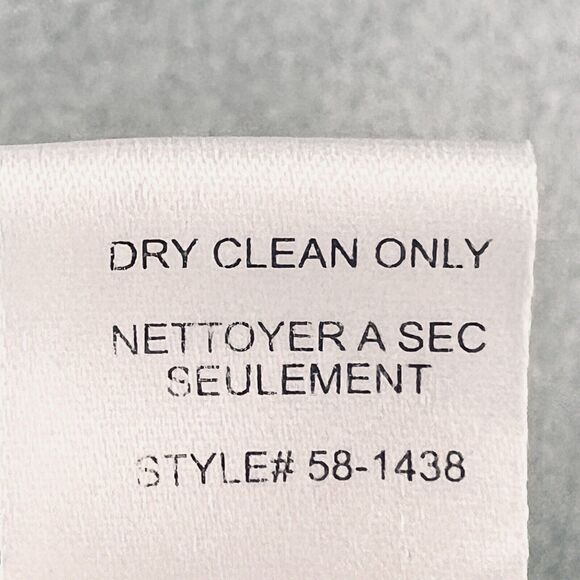 DRY CLEAN ONLY
NETTOYER A SEC
SEULEMENT
STYLE# 58-1438